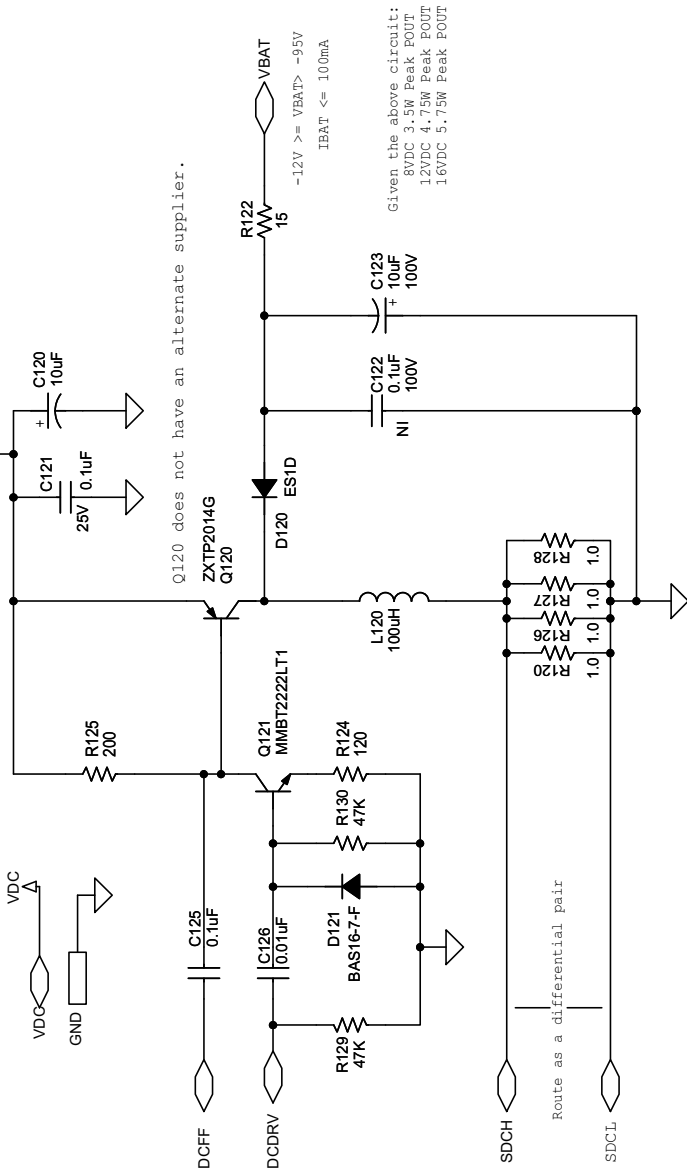 VDC
VDC
GND
C121
0.1uF
25V
C120
10uF
+
Q120 does not have an alternate supplier.
R125
200
ZXTP2014G
Q120
DCFF
C125
0.1uF
Q121
MMBT2222LT1
DCDRV
C126
0.01uF
R129
47K
D121
BAS16-7-F
R130
47K
R124
120
D120
ES1D
R122
15
VBAT
-12V >= VBAT> -95V
IBAT <= 100mA
L120
100uH
NI
C122
0.1uF
100V
C123
10uF
100V
+
Given the above circuit:
8VDC 3.5W Peak POUT
12VDC 4.75W Peak POUT
16VDC 5.75W Peak POUT
SDCH
Route as a differential pair
SDCL
R120
1.0
R126
1.0
R127
1.0
R128
1.0